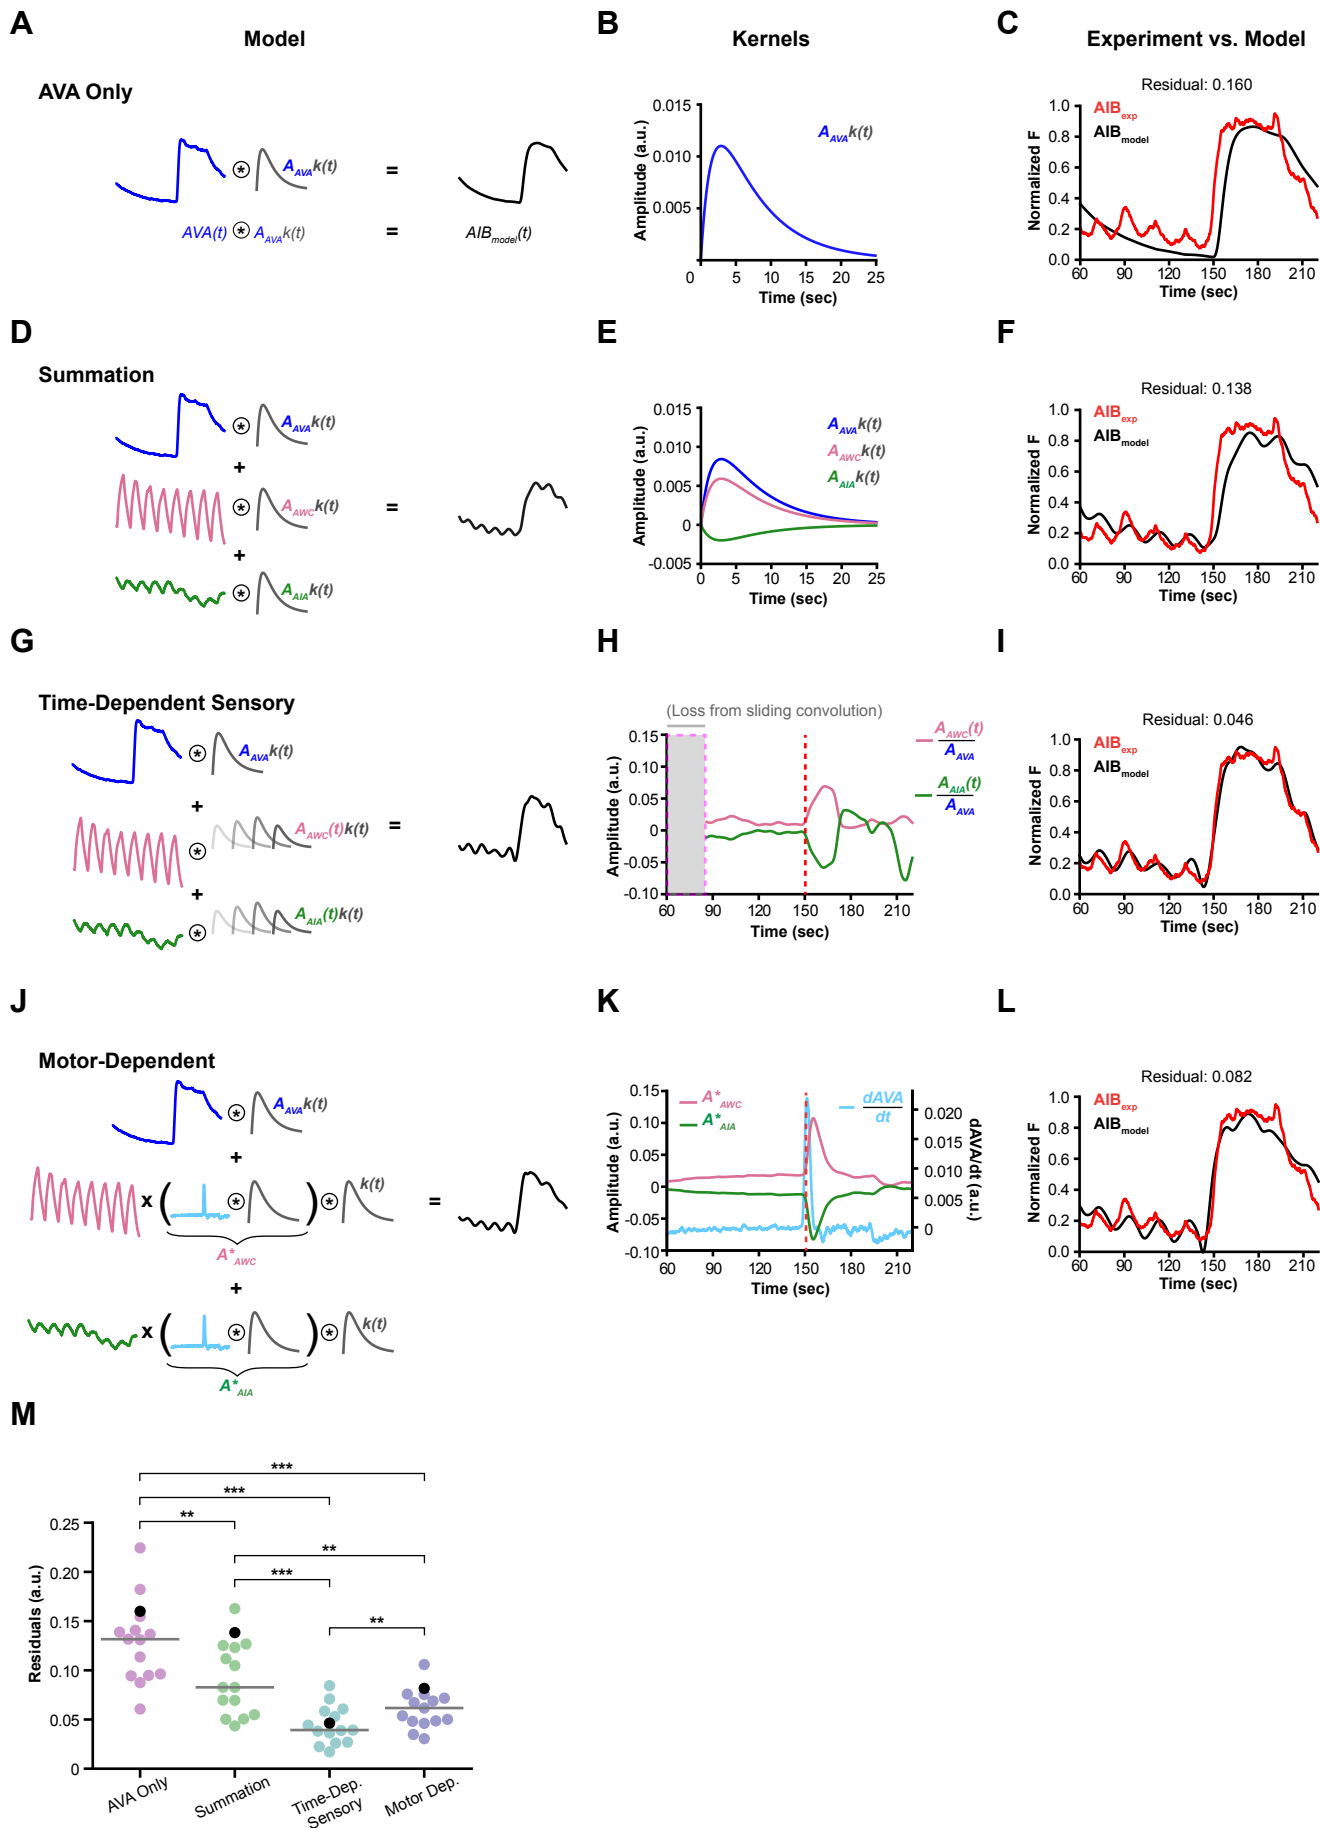 A
Model
B
Kernels
C
Experiment vs. Model
AVA Only
A_AVA k(t)
=
AVA(t) * A_AVA k(t)
=
AIB_model(t)
Amplitude (a.u.)
0.015
0.010
0.005
A_AVA k(t)
0 5 10 15 20 25
Time (sec)
Residual: 0.160
AIB_exp
AIB_model
Normalized F
1.0
0.8
0.6
0.4
0.2
0.0
60 90 120 150 180 210
Time (sec)
D
E
F
Summation
A_AVA k(t)
+
A_AWC k(t)
=
+
A_AIA k(t)
Amplitude (a.u.)
0.015
0.010
0.005
0
-0.005
A_AVA k(t)
A_AWC k(t)
A_AIA k(t)
0 5 10 15 20 25
Time (sec)
Residual: 0.138
AIB_exp
AIB_model
Normalized F
1.0
0.8
0.6
0.4
0.2
0.0
60 90 120 150 180 210
Time (sec)
G
H
I
Time-Dependent Sensory
A_AVA k(t)
+
A_AWC(t)k(t)
=
+
A_AIA(t)k(t)
(Loss from sliding convolution)
Amplitude (a.u.)
0.15
0.10
0.05
0
-0.05
-0.10
A_AWC(t)
A_AVA
A_AIA(t)
A_AVA
60 90 120 150 180 210
Time (sec)
Residual: 0.046
AIB_exp
AIB_model
Normalized F
1.0
0.8
0.6
0.4
0.2
0.0
60 90 120 150 180 210
Time (sec)
J
K
L
Motor-Dependent
A_AVA k(t)
+
x ( * ) * k(t)
=
A*_AWC
+
x ( * ) * k(t)
A*_AIA
Amplitude (a.u.)
0.15
0.10
0.05
0
-0.05
-0.10
A*_AWC
A*_AIA
dAVA
dt
0.020
0.015
0.010
0.005
0
dAVA/dt (a.u.)
60 90 120 150 180 210
Time (sec)
Residual: 0.082
AIB_exp
AIB_model
Normalized F
1.0
0.8
0.6
0.4
0.2
0.0
60 90 120 150 180 210
Time (sec)
M
***
***
**
**
***
**
Residuals (a.u.)
0.25
0.20
0.15
0.10
0.05
0
AVA Only
Summation
Time-Dep.
Sensory
Motor Dep.